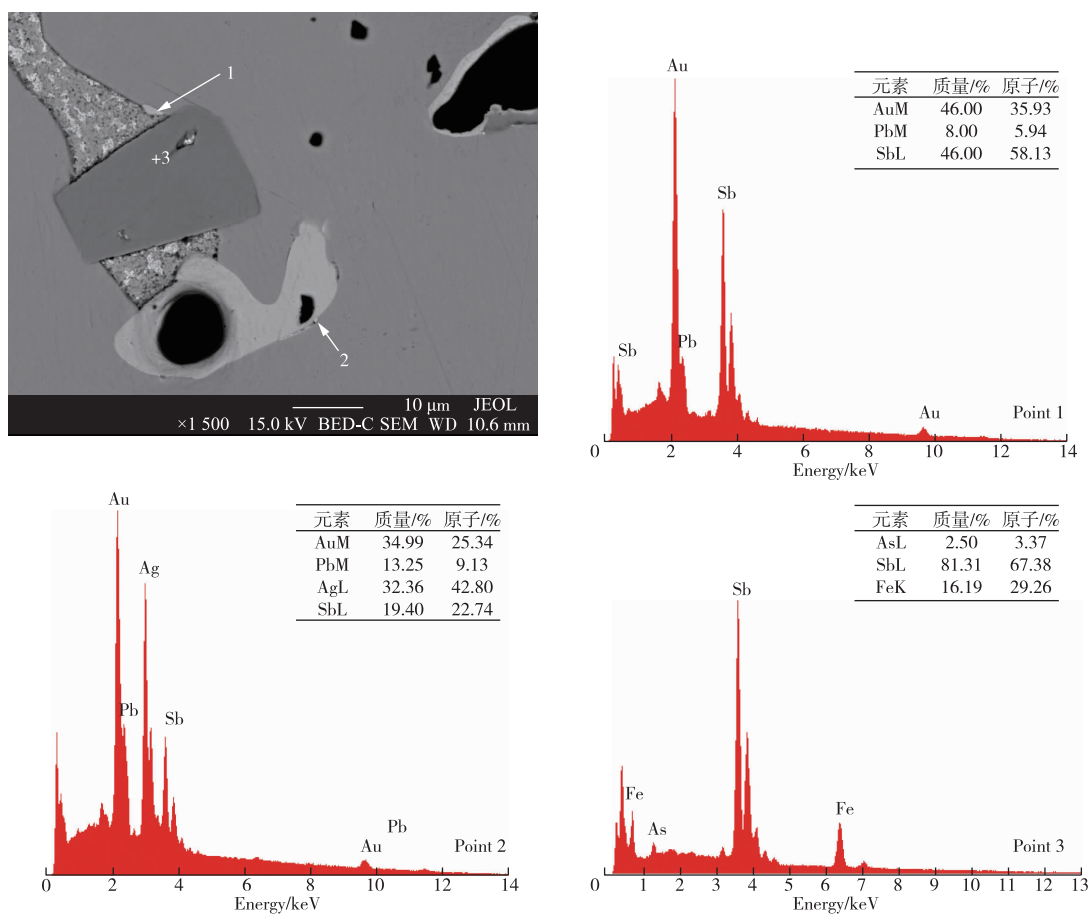 1
+3
2
10 μm JEOL
×1 500 15.0 kV BED-C SEM WD 10.6 mm
Au
元素 质量/% 原子/%
AuM 46.00 35.93
PbM 8.00 5.94
SbL 46.00 58.13
Sb
Sb
Pb
Au
Point 1
0 2 4 6 8 10 12 14
Energy/keV
Au
元素 质量/% 原子/%
AuM 34.99 25.34
PbM 13.25 9.13
AgL 32.36 42.80
SbL 19.40 22.74
Ag
Pb
Sb
Pb
Au
Point 2
0 2 4 6 8 10 12 14
Energy/keV
元素 质量/% 原子/%
AsL 2.50 3.37
SbL 81.31 67.38
FeK 16.19 29.26
Sb
Fe
As
Fe
Point 3
0 1 2 3 4 5 6 7 8 9 10 11 12 13
Energy/keV